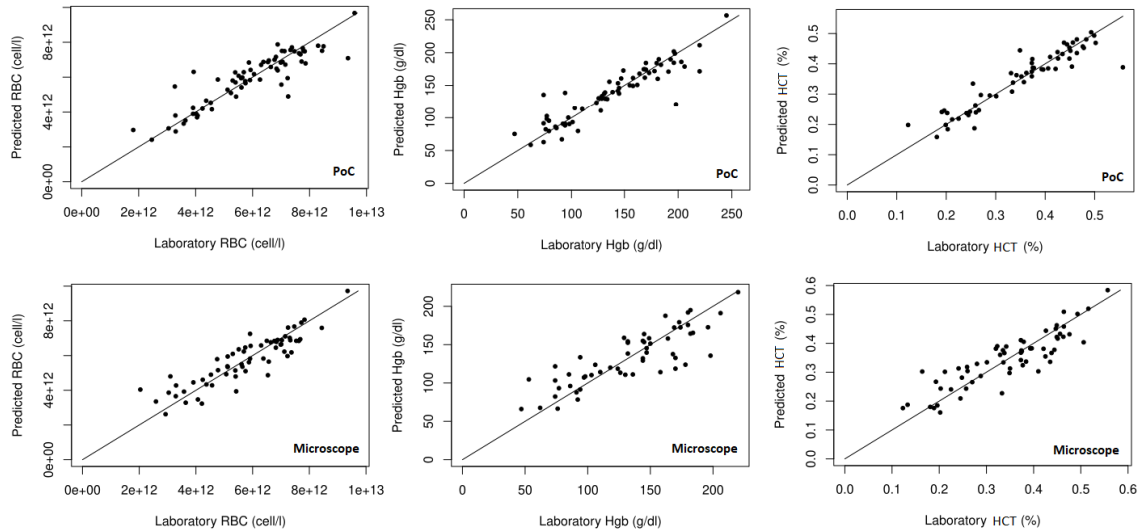 Predicted RBC (cell/l)
8e+12
4e+12
0e+00
PoC
0e+00 2e+12 4e+12 6e+12 8e+12 1e+13
Laboratory RBC (cell/l)
Predicted Hgb (g/dl)
250
200
150
100
50
0
PoC
0 50 100 150 200 250
Laboratory Hgb (g/dl)
Predicted HCT (%)
0.5
0.4
0.3
0.2
0.1
0.0
PoC
0.0 0.1 0.2 0.3 0.4 0.5
Laboratory HCT (%)
Predicted RBC (cell/l)
8e+12
4e+12
0e+00
Microscope
0e+00 2e+12 4e+12 6e+12 8e+12 1e+13
Laboratory RBC (cell/l)
Predicted Hgb (g/dl)
200
150
100
50
0
Microscope
0 50 100 150 200
Laboratory Hgb (g/dl)
Predicted HCT (%)
0.6
0.5
0.4
0.3
0.2
0.1
0.0
Microscope
0.0 0.1 0.2 0.3 0.4 0.5 0.6
Laboratory HCT (%)